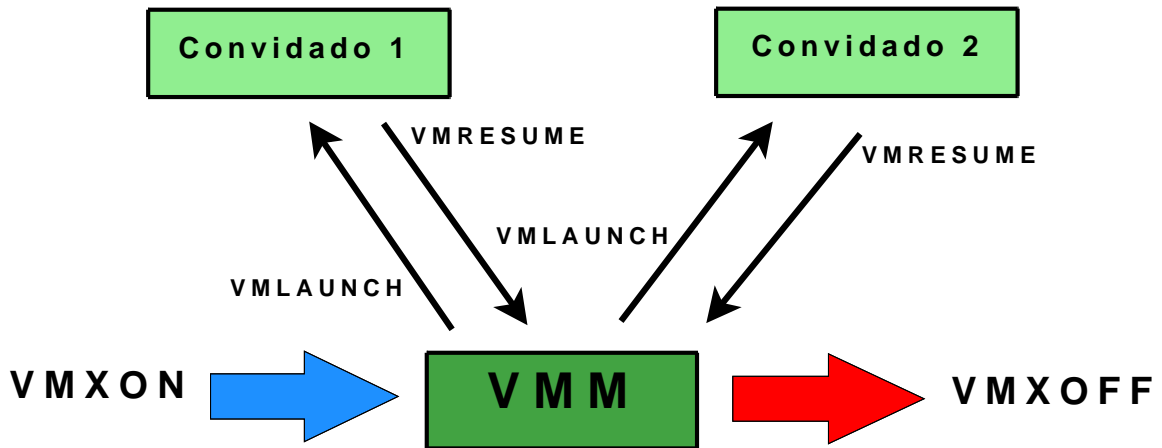 Convidado 1
Convidado 2
VMRESUME
VMRESUME
VMLAUNCH
VMLAUNCH
VMXON
VMM
VMXOFF